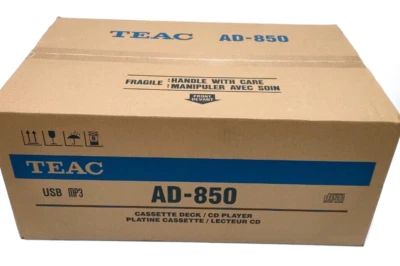 TEAC AD-850
FRAGILE : HANDLE WITH CARE
: MANIPULER AVEC SOIN
FRONT
DEVANT
TEAC
USB MP3
AD-850
CASSETTE DECK / CD PLAYER
PLATINE CASSETTE / LECTEUR CD